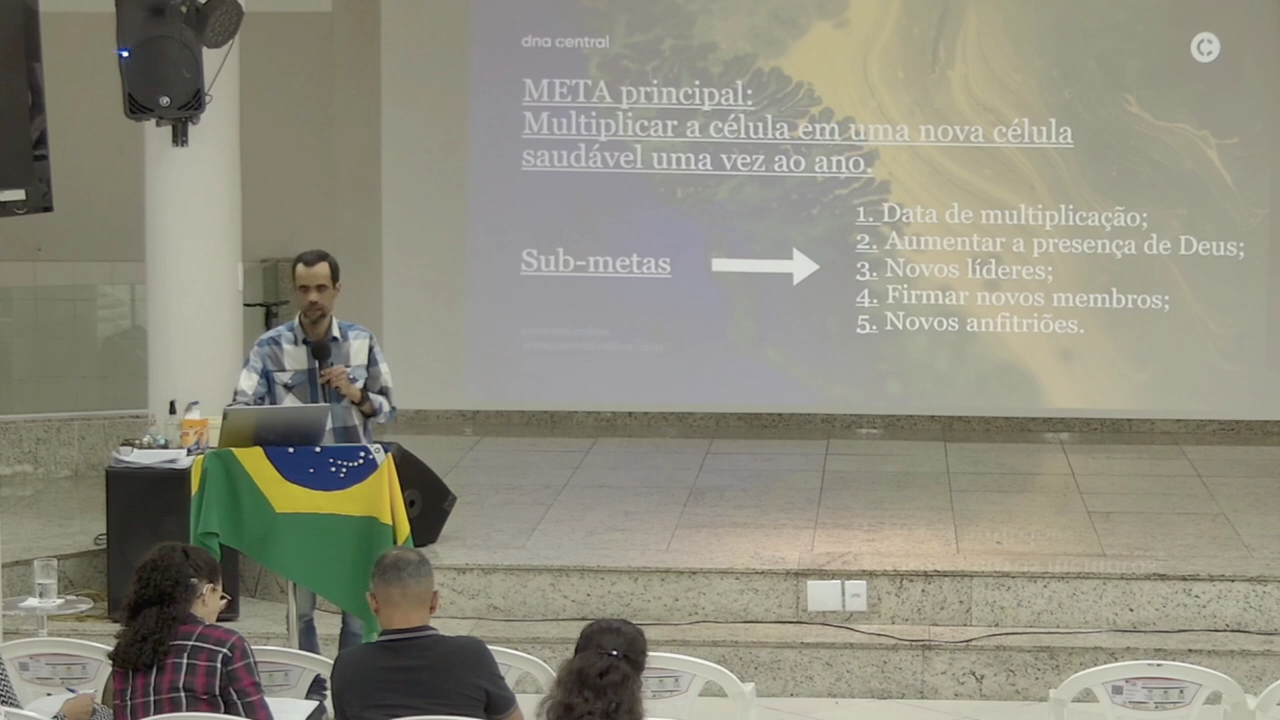 dna central
META principal:
Multiplicar a célula em uma nova célula
saudável uma vez ao ano.
Sub-metas
1. Data de multiplicação;
2. Aumentar a presença de Deus;
3. Novos líderes;
4. Firmar novos membros;
5. Novos anfitriões.